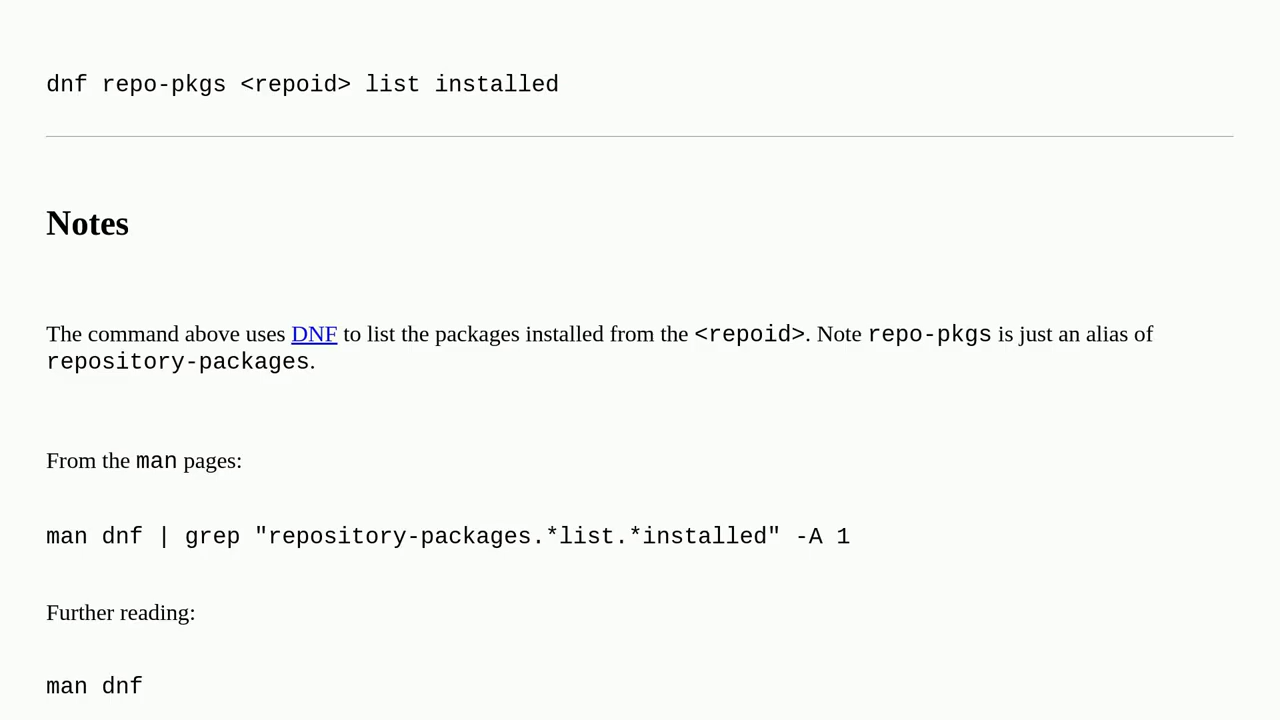 dnf repo-pkgs <repoid> list installed
Notes
The command above uses DNF to list the packages installed from the <repoid>. Note repo-pkgs is just an alias of
repository-packages.
From the man pages:
man dnf | grep "repository-packages.*list.*installed" -A 1
Further reading:
man dnf